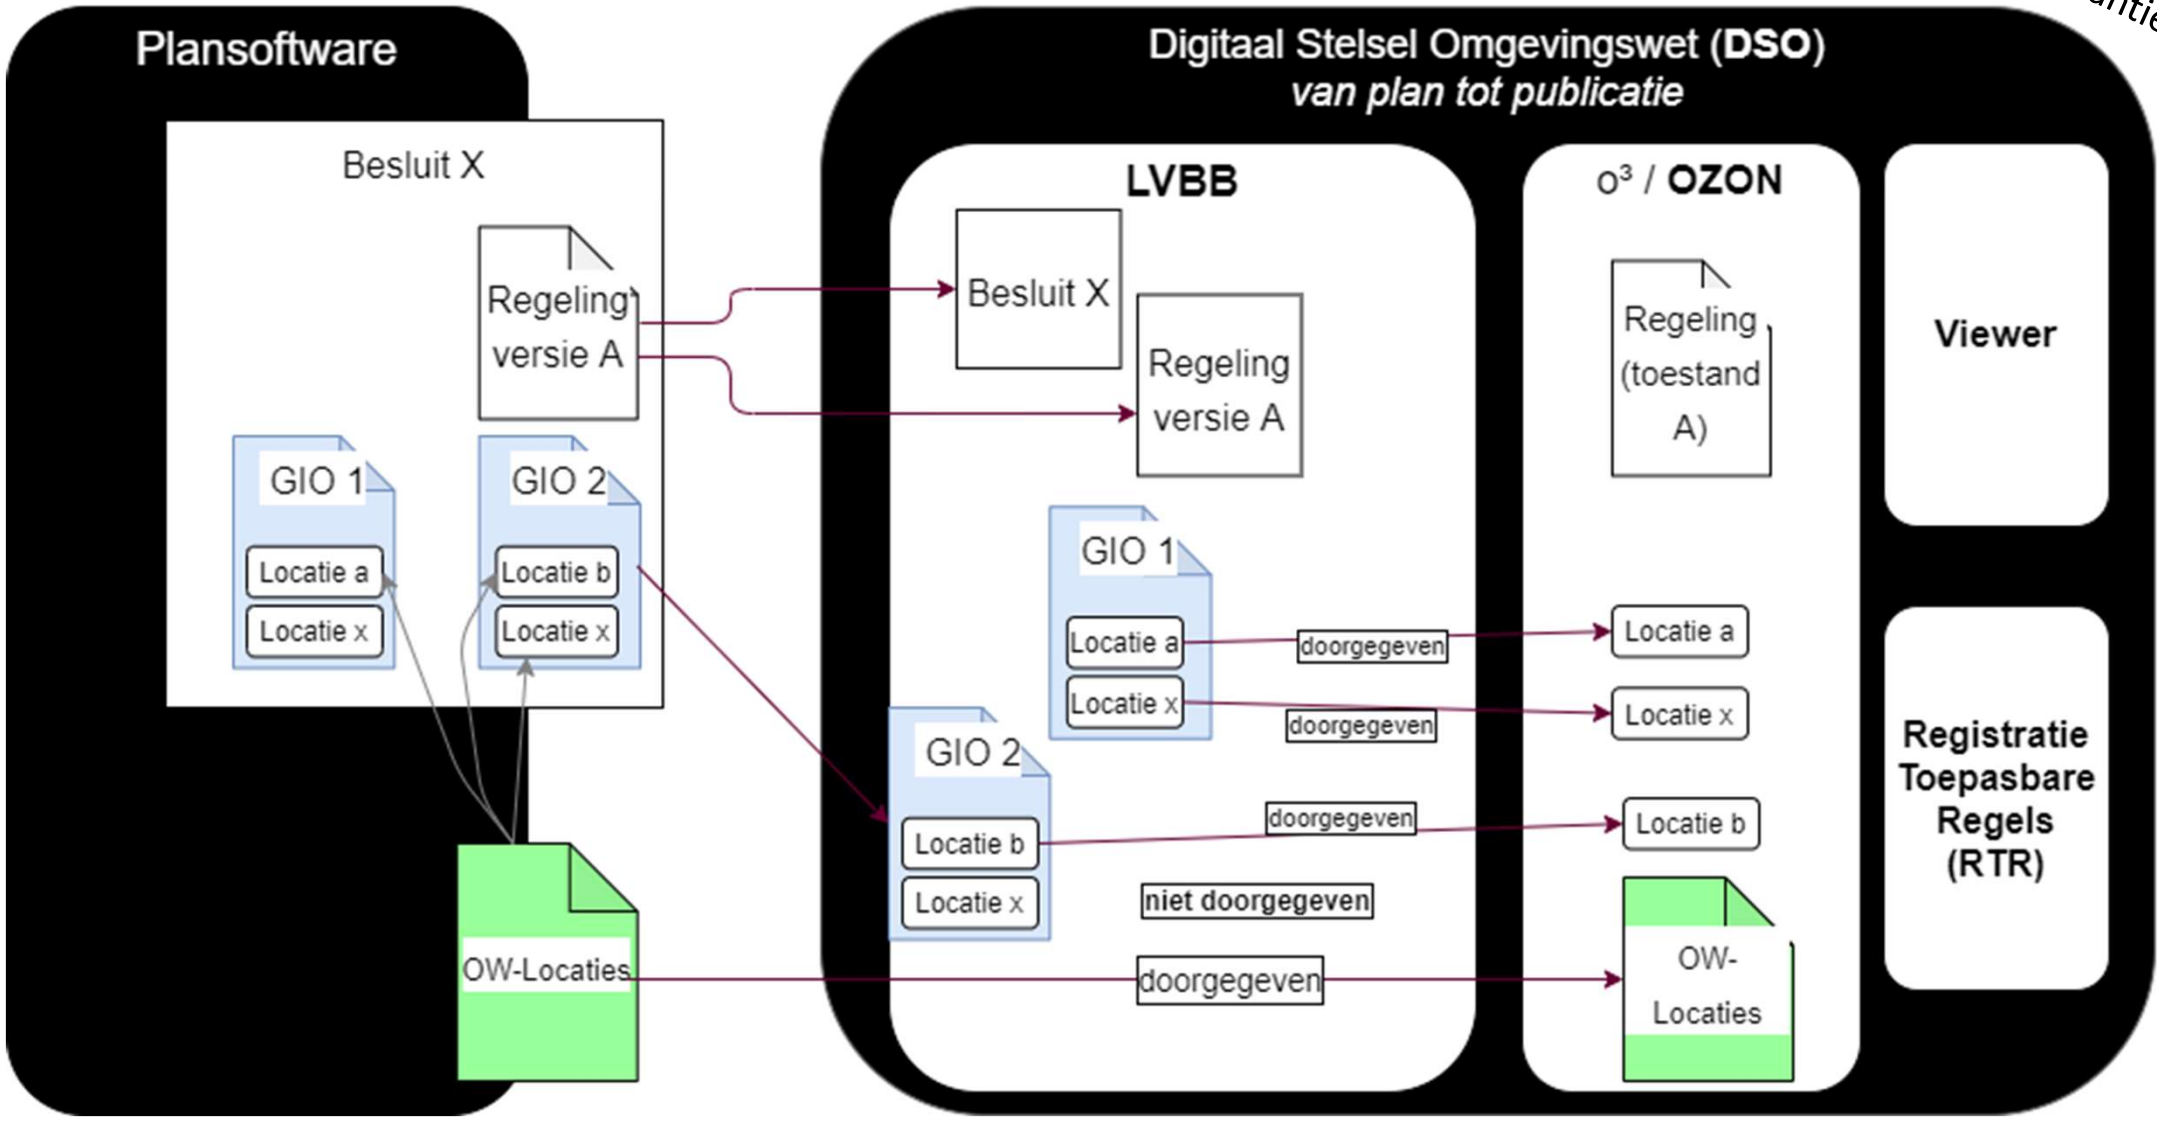 Plansoftware
Besluit X
Regeling
versie A
GIO 1
Locatie a
Locatie x
GIO 2
Locatie b
Locatie x
OW-Locaties
Digitaal Stelsel Omgevingswet (DSO)
van plan tot publicatie
LVBB
Besluit X
Regeling
versie A
GIO 1
Locatie a
Locatie x
GIO 2
Locatie b
Locatie x
doorgegeven
doorgegeven
doorgegeven
niet doorgegeven
doorgegeven
o³ / OZON
Regeling
(toestand
A)
Locatie a
Locatie x
Locatie b
OW-
Locaties
Viewer
Registratie
Toepasbare
Regels
(RTR)